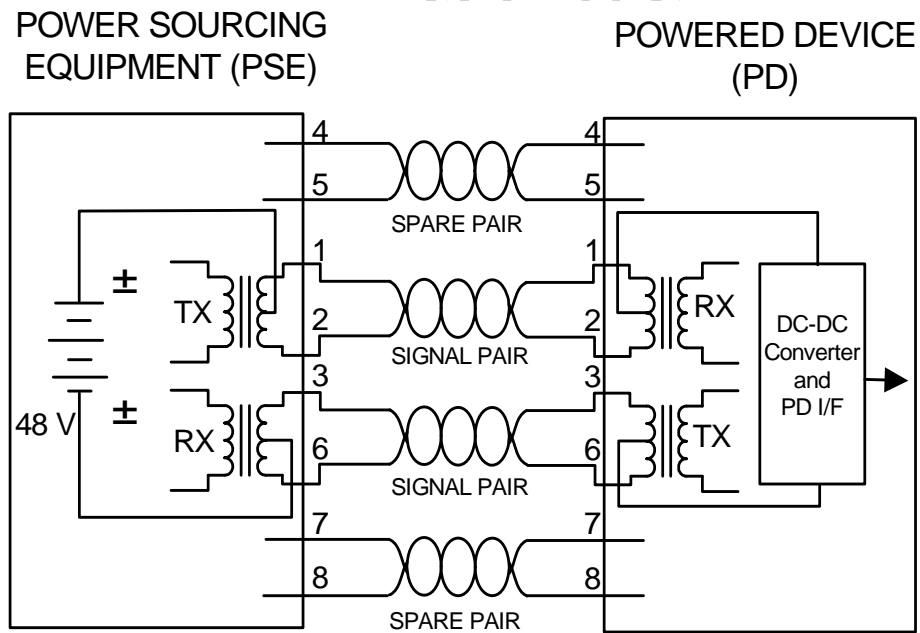 POWER SOURCING
EQUIPMENT (PSE)
POWERED DEVICE
(PD)
4
4
5
5
SPARE PAIR
1
1
±
TX
RX
2
2
DC-DC
Converter
and
PD I/F
SIGNAL PAIR
3
3
48 V
±
RX
TX
6
6
SIGNAL PAIR
7
7
8
8
SPARE PAIR